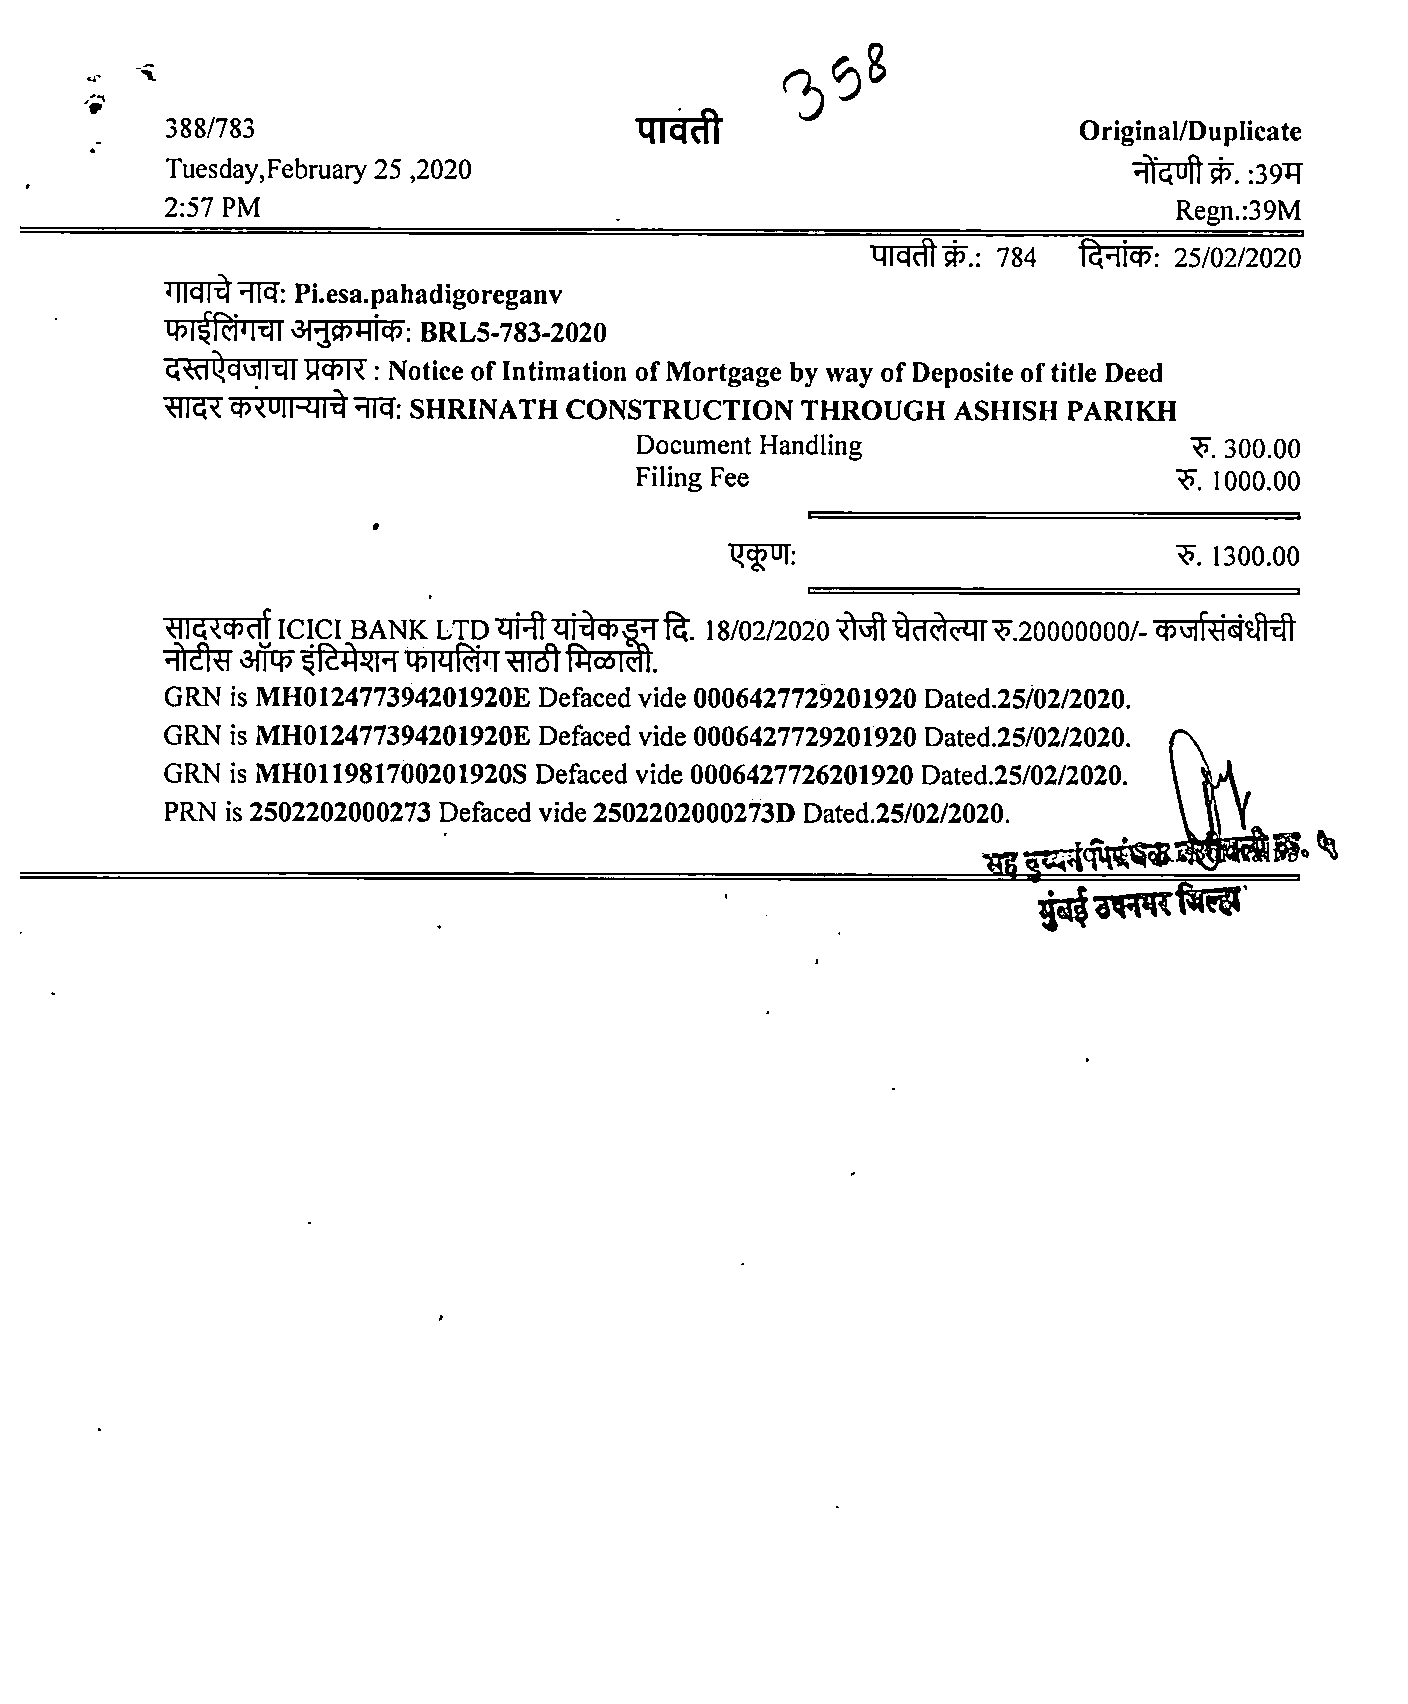 358
388/783
पावती
Original/Duplicate
Tuesday,February 25 ,2020
नोंदणी क्रं. :39म
2:57 PM
Regn.:39M
पावती क्रं.: 784 दिनांक: 25/02/2020
गावाचे नाव: Pi.esa.pahadigoreganv
फाईलिंगचा अनुक्रमांक: BRL5-783-2020
दस्तऐवजाचा प्रकार : Notice of Intimation of Mortgage by way of Deposite of title Deed
सादर करणाऱ्याचे नाव: SHRINATH CONSTRUCTION THROUGH ASHISH PARIKH
Document Handling रु. 300.00
Filing Fee रु. 1000.00
एकूण: रु. 1300.00
सादरकर्ता ICICI BANK LTD यांनी यांचेकडून दि. 18/02/2020 रोजी घेतलेल्या रु.20000000/- कर्जासंबंधीची
नोटीस ऑफ इंटिमेशन फायलिंग साठी मिळाली.
GRN is MH012477394201920E Defaced vide 0006427729201920 Dated.25/02/2020.
GRN is MH012477394201920E Defaced vide 0006427729201920 Dated.25/02/2020.
GRN is MH011981700201920S Defaced vide 0006427726201920 Dated.25/02/2020.
PRN is 2502202000273 Defaced vide 2502202000273D Dated.25/02/2020.
सह दुय्यम क्र. ५
मुंबई उपनगर जिल्हा